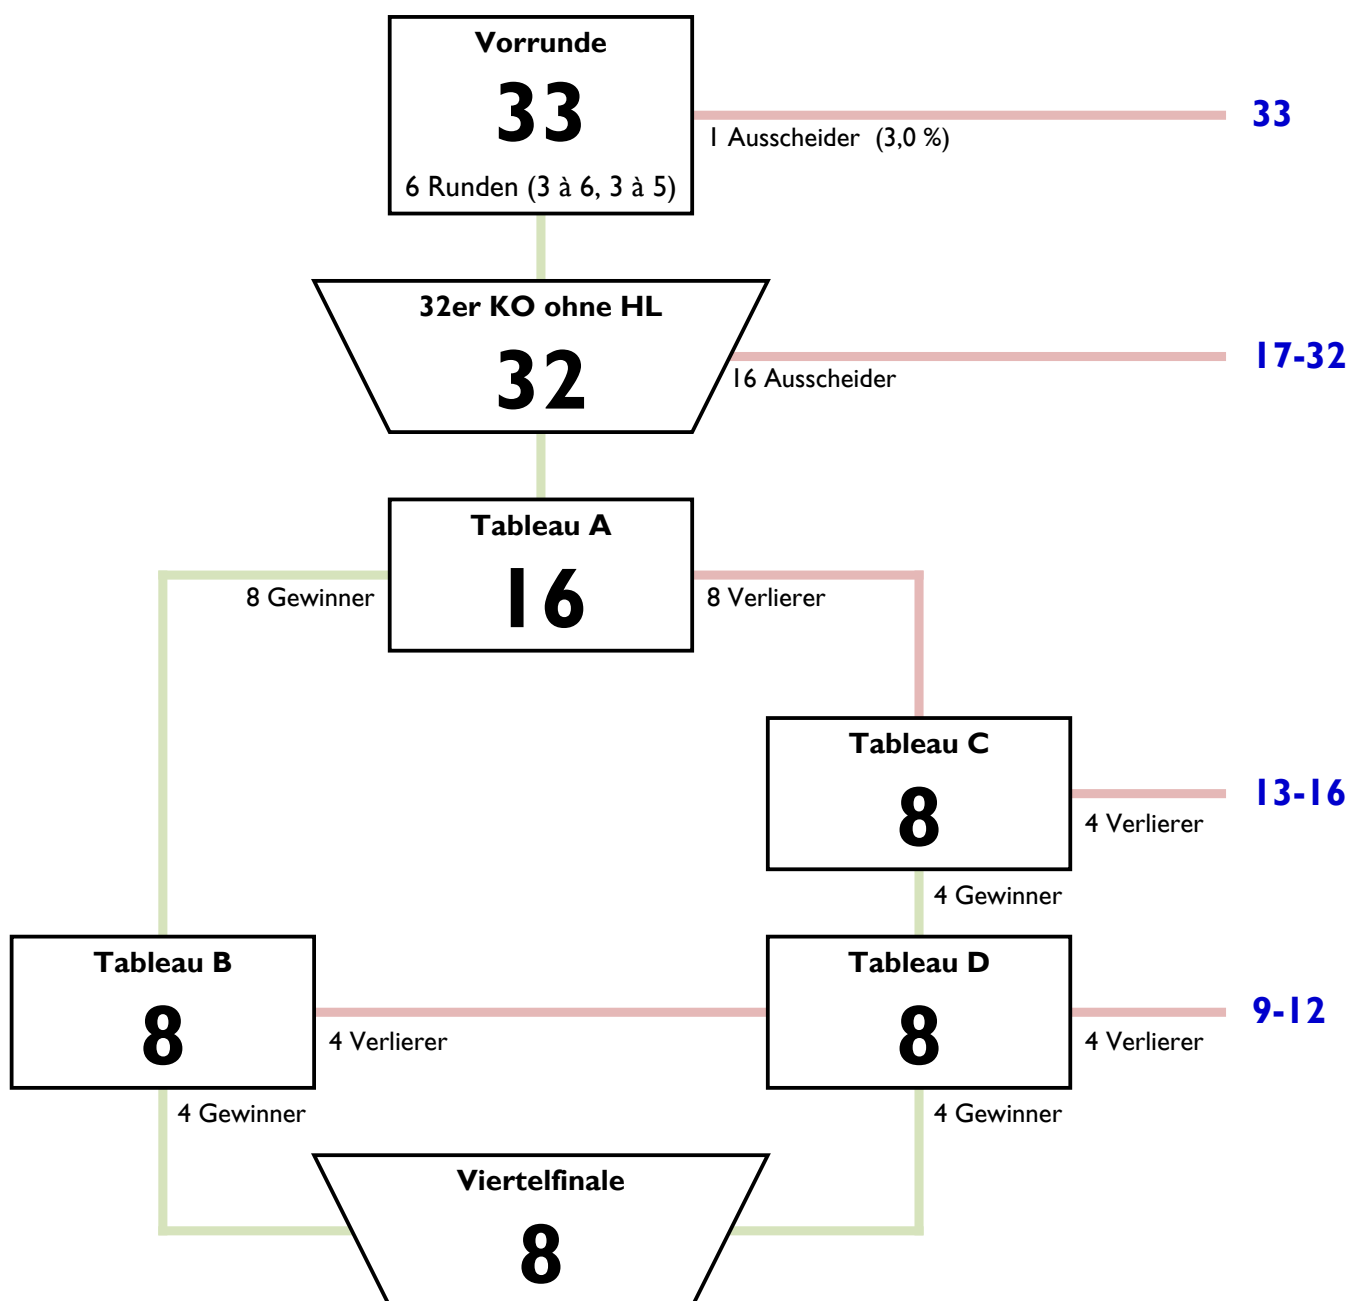 Vorrunde
33
6 Runden (3 à 6, 3 à 5)
1 Ausscheider (3,0 %)
33
32er KO ohne HL
32
16 Ausscheider
17-32
Tableau A
16
8 Gewinner
8 Verlierer
Tableau C
8
4 Verlierer
13-16
4 Gewinner
Tableau B
8
4 Verlierer
4 Gewinner
Tableau D
8
4 Verlierer
9-12
4 Gewinner
Viertelfinale
8